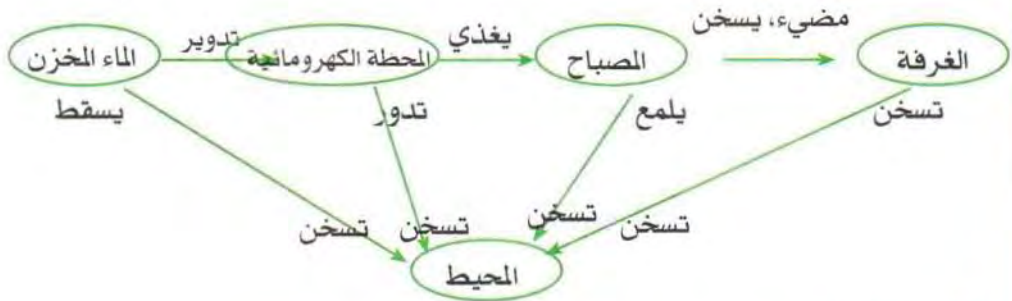 مضيء، يسخن
الماء المخزن
تدوير
المحطة الكهرومائية
يغذي
المصباح
الغرفة
يسقط
تدور
يلمع
تسخن
تسخن
تسخن
تسخن
تسخن
المحيط